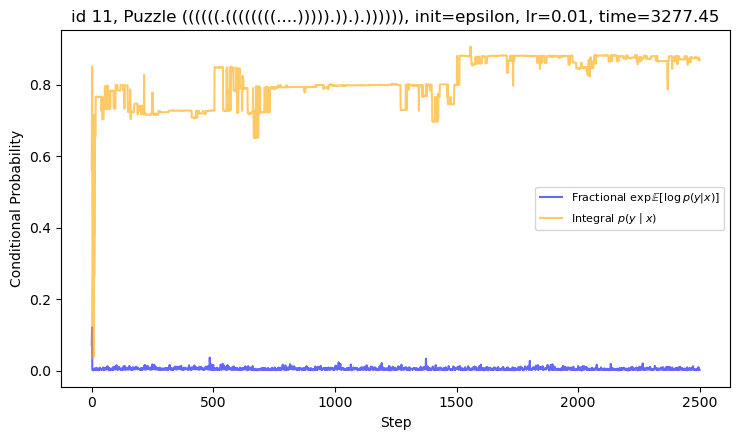 id 11, Puzzle ((((((.((((((((....))))).)).).)))))), init=epsilon, lr=0.01, time=3277.45
Conditional Probability
0.8
0.6
0.4
0.2
0.0
Fractional exp𝔼[log p(y|x)]
Integral p(y | x)
0 500 1000 1500 2000 2500
Step